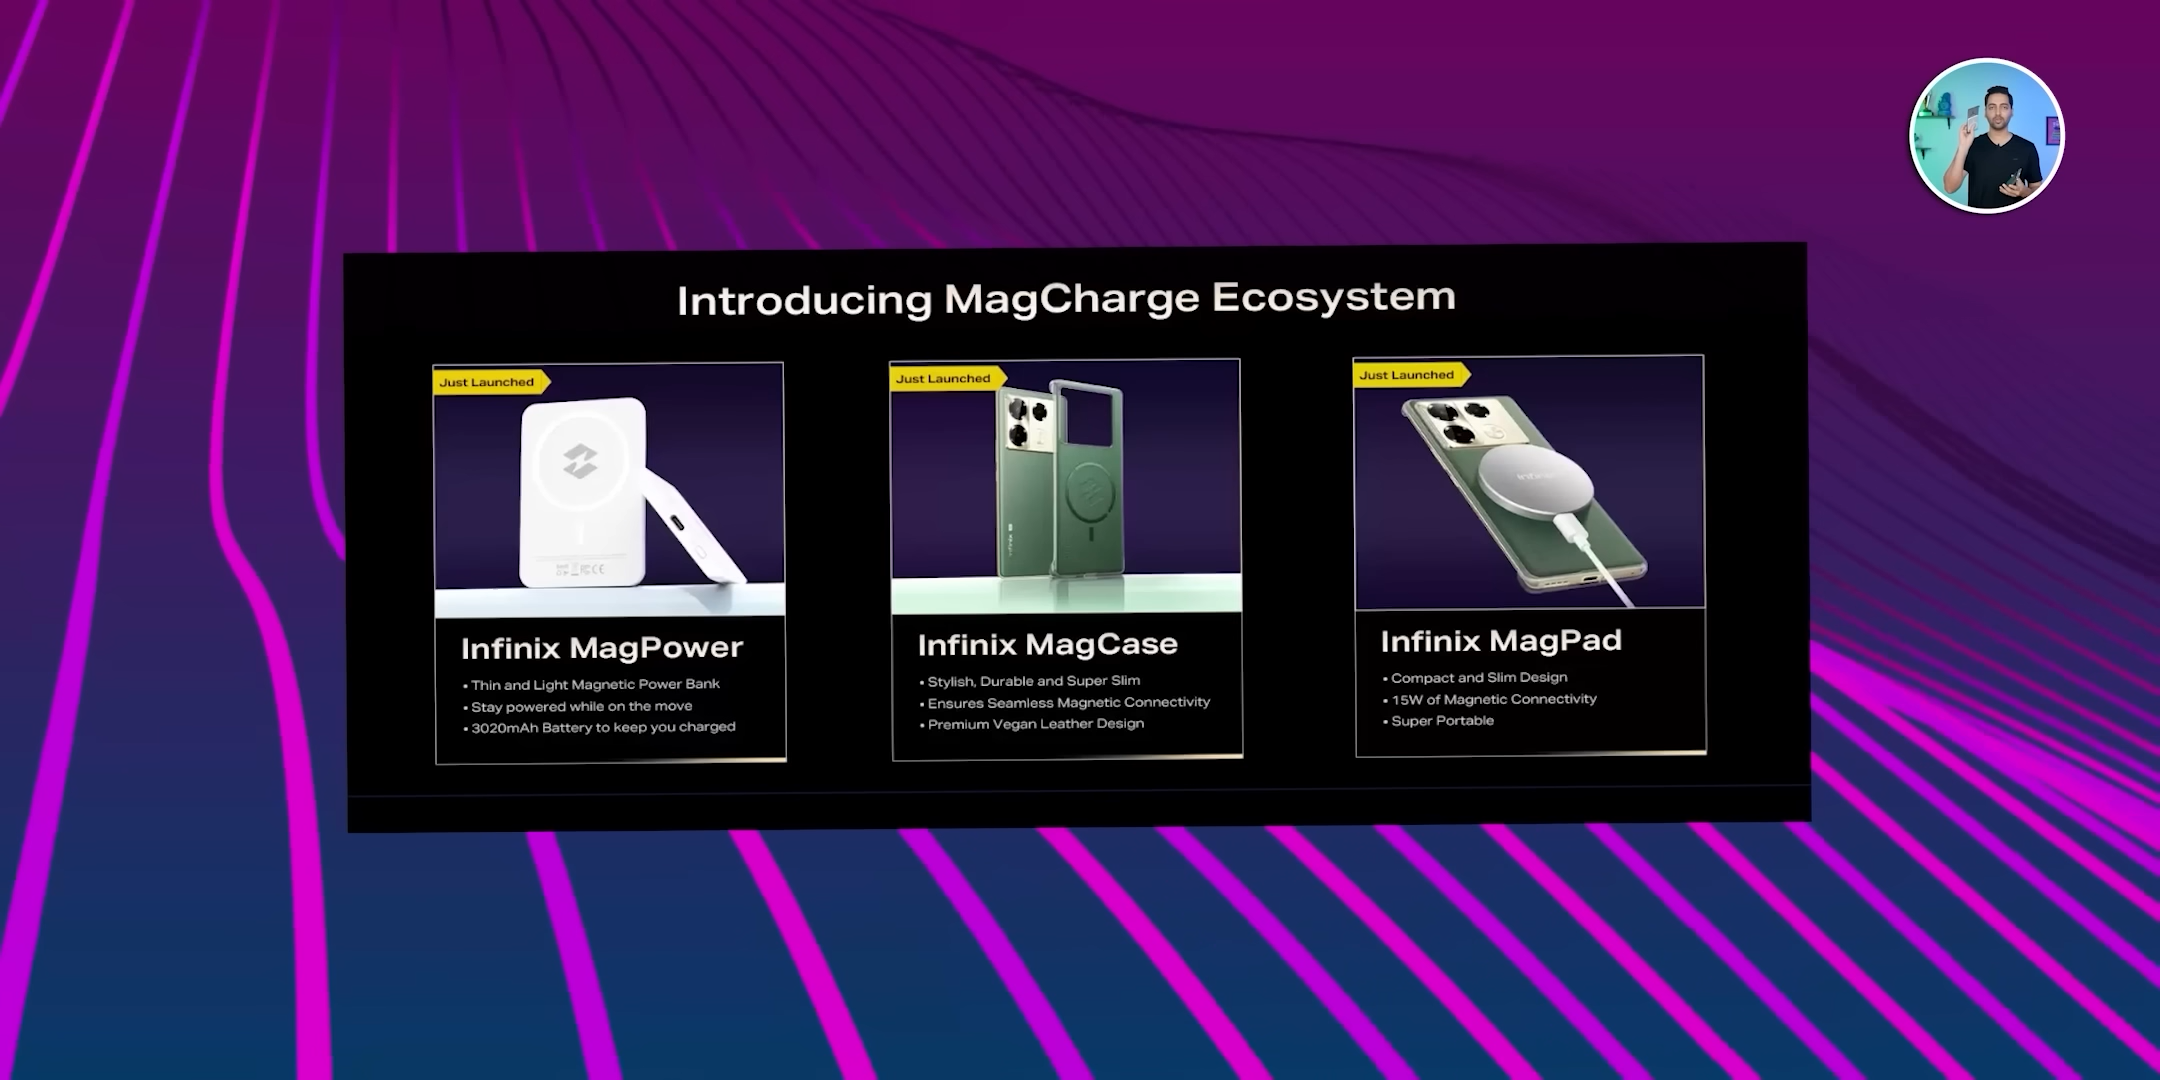 Introducing MagCharge Ecosystem
Just Launched
Infinix MagPower
• Thin and Light Magnetic Power Bank
• Stay powered while on the move
• 3020mAh Battery to keep you charged
Just Launched
Infinix
Infinix MagCase
• Stylish, Durable and Super Slim
• Ensures Seamless Magnetic Connectivity
• Premium Vegan Leather Design
Just Launched
Infinix
Infinix MagPad
• Compact and Slim Design
• 15W of Magnetic Connectivity
• Super Portable